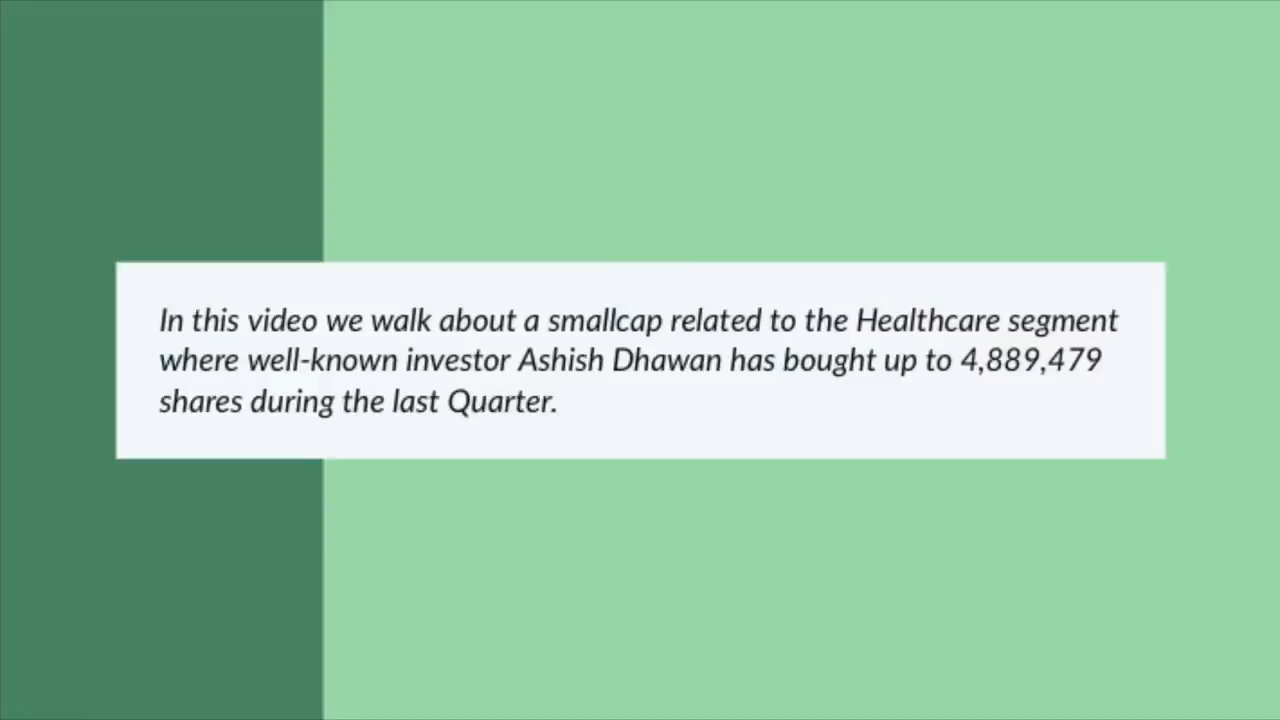 In this video we walk about a smallcap related to the Healthcare segment
where well-known investor Ashish Dhawan has bought up to 4,889,479
shares during the last Quarter.